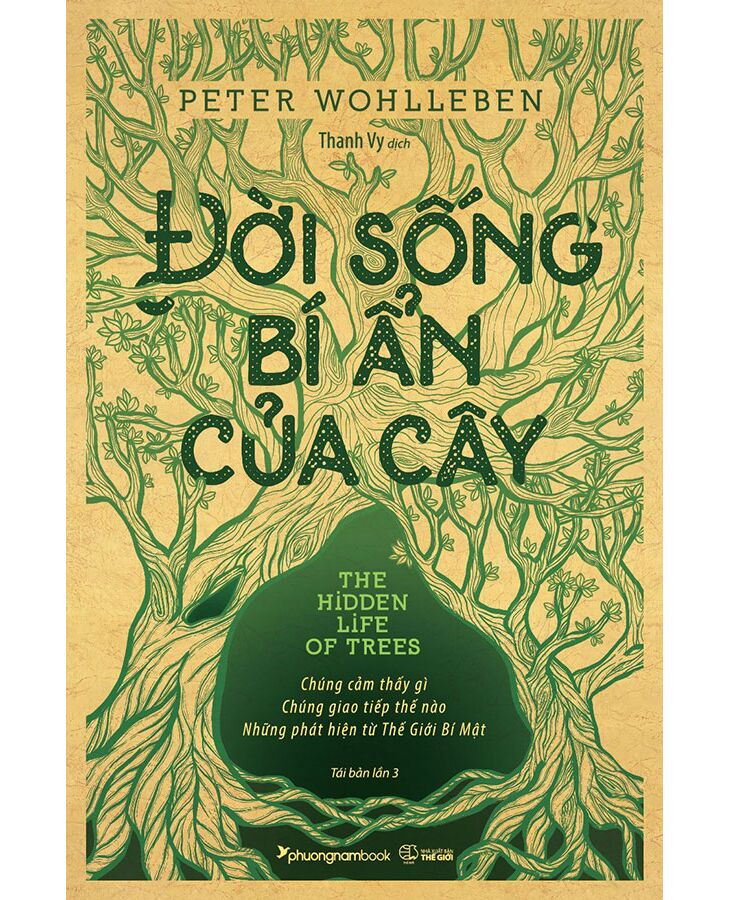 PETER WOHLLEBEN
Thanh Vy dịch
ĐỜI SỐNG
BÍ ẨN
CỦA CÂY
THE
HiDDEN
LiFE
OF TREES
Chúng cảm thấy gì
Chúng giao tiếp thế nào
Những phát hiện từ Thế Giới Bí Mật
Tái bản lần 3
phuongnambook
NHÀ XUẤT BẢN
THẾ GIỚI